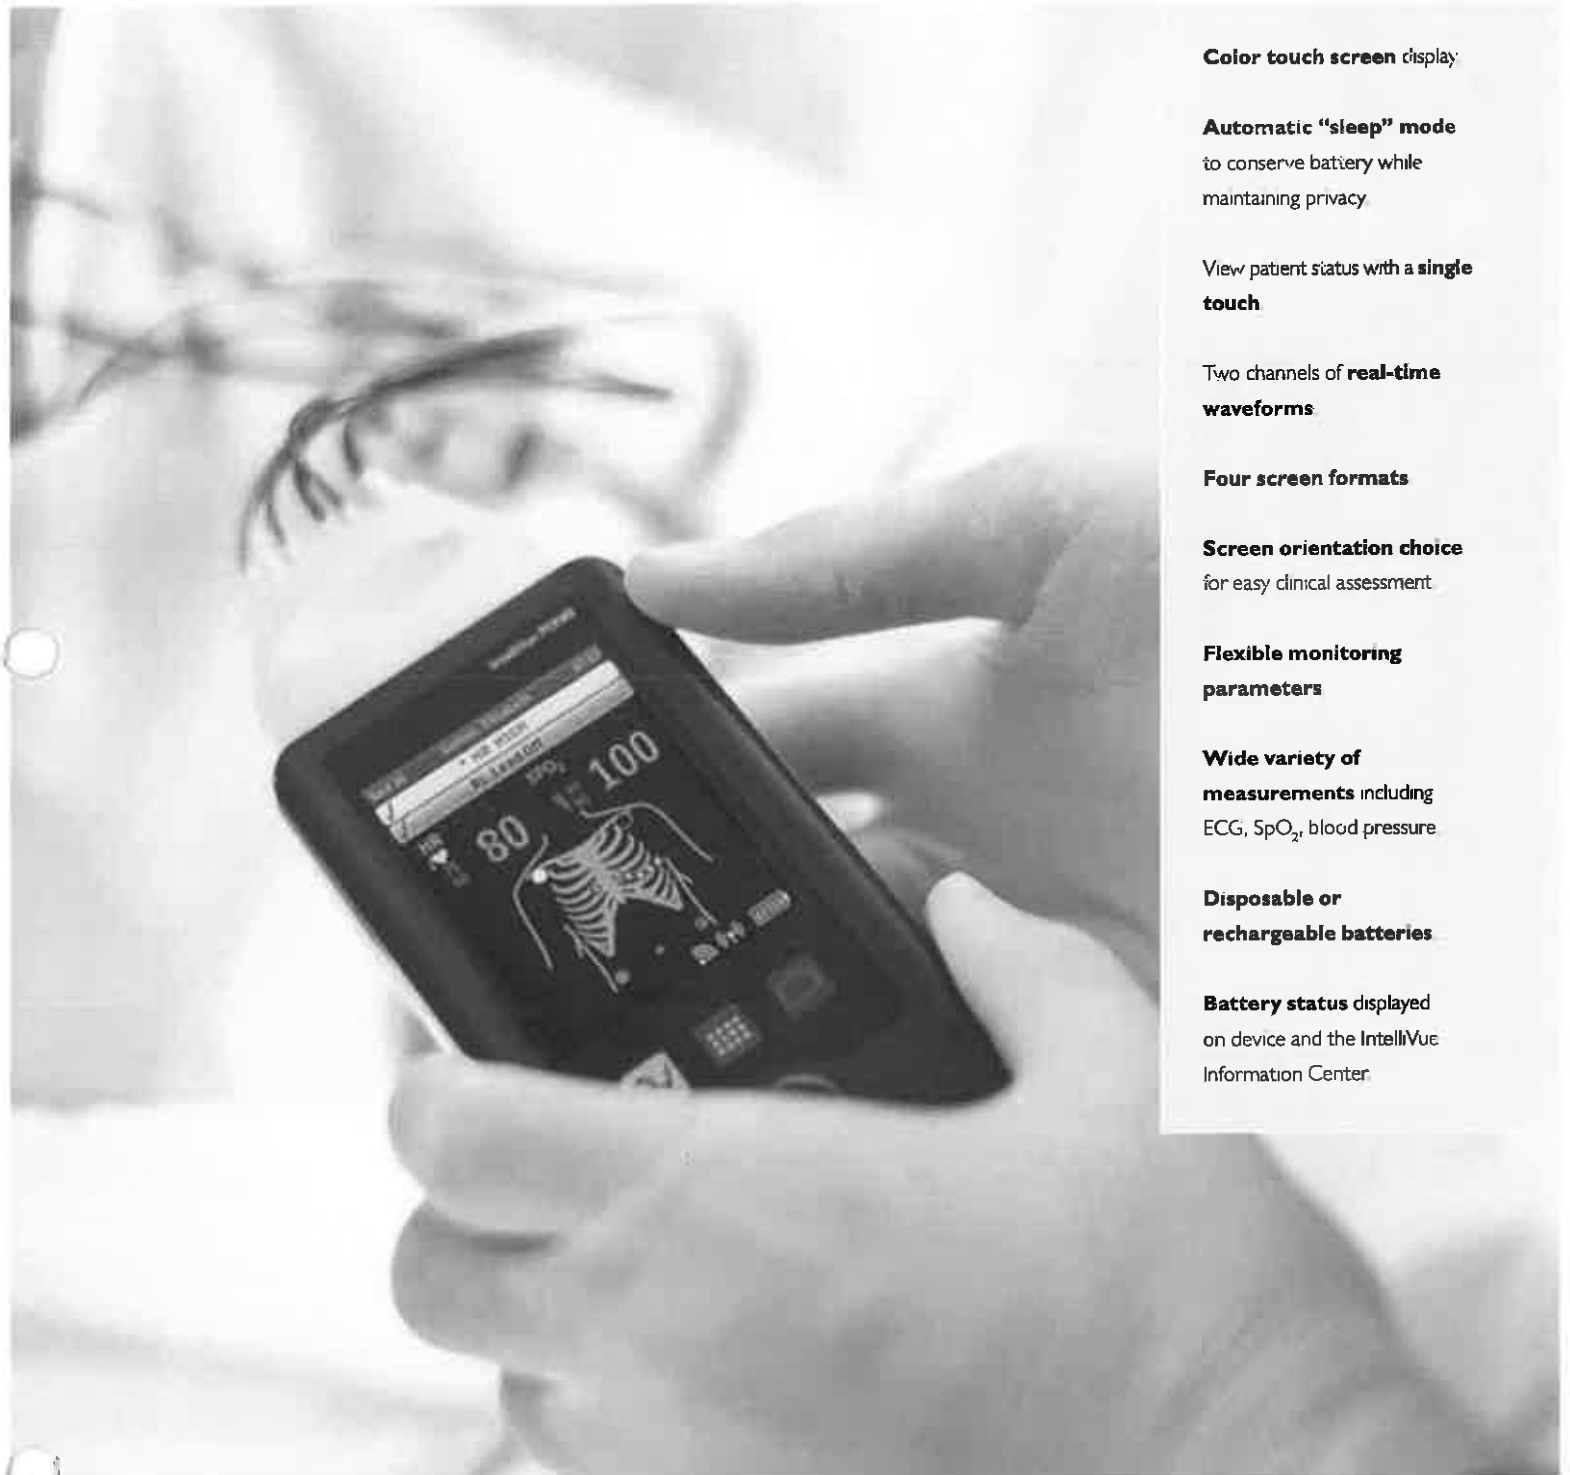 Color touch screen display
Automatic “sleep” mode
to conserve battery while
maintaining privacy
View patient status with a single
touch
Two channels of real-time
waveforms
Four screen formats
Screen orientation choice
for easy clinical assessment
Flexible monitoring
parameters
Wide variety of
measurements including
ECG, SpO₂, blood pressure
Disposable or
rechargeable batteries
Battery status displayed
on device and the IntelliVue
Information Center
HR HIGH
SpO₂
100
HR
80